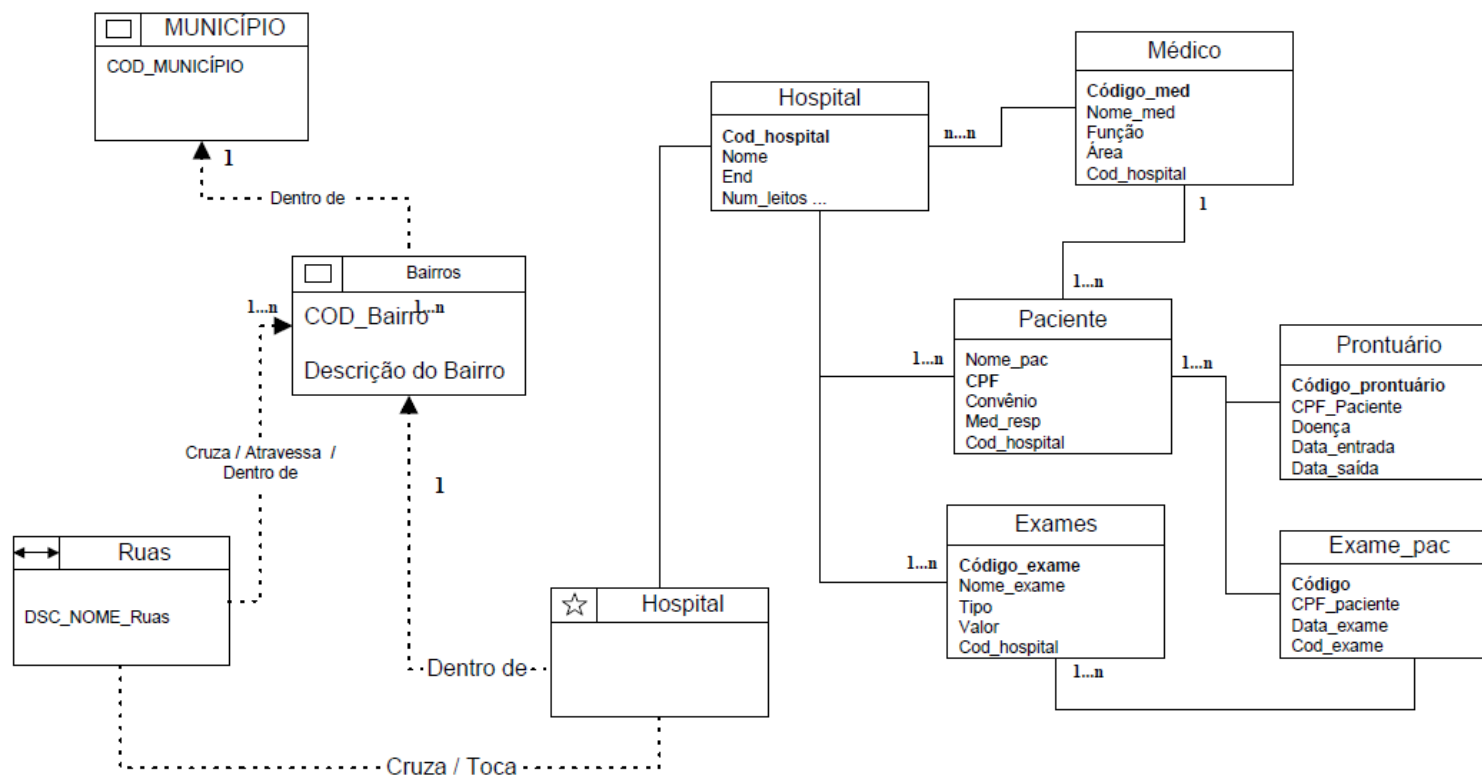 MUNICÍPIO
COD_MUNICÍPIO
1
Dentro de
Bairros
1...n
1...n
COD_Bairro
Descrição do Bairro
Cruza / Atravessa /
Dentro de
1
Ruas
DSC_NOME_Ruas
Hospital
Dentro de
Cruza / Toca
Hospital
Cod_hospital
Nome
End
Num_leitos ...
n...n
Médico
Código_med
Nome_med
Função
Área
Cod_hospital
1
1...n
Paciente
1...n
Nome_pac
CPF
Convênio
Med_resp
Cod_hospital
1...n
Prontuário
Código_prontuário
CPF_Paciente
Doença
Data_entrada
Data_saída
Exames
1...n
Código_exame
Nome_exame
Tipo
Valor
Cod_hospital
1...n
Exame_pac
Código
CPF_paciente
Data_exame
Cod_exame